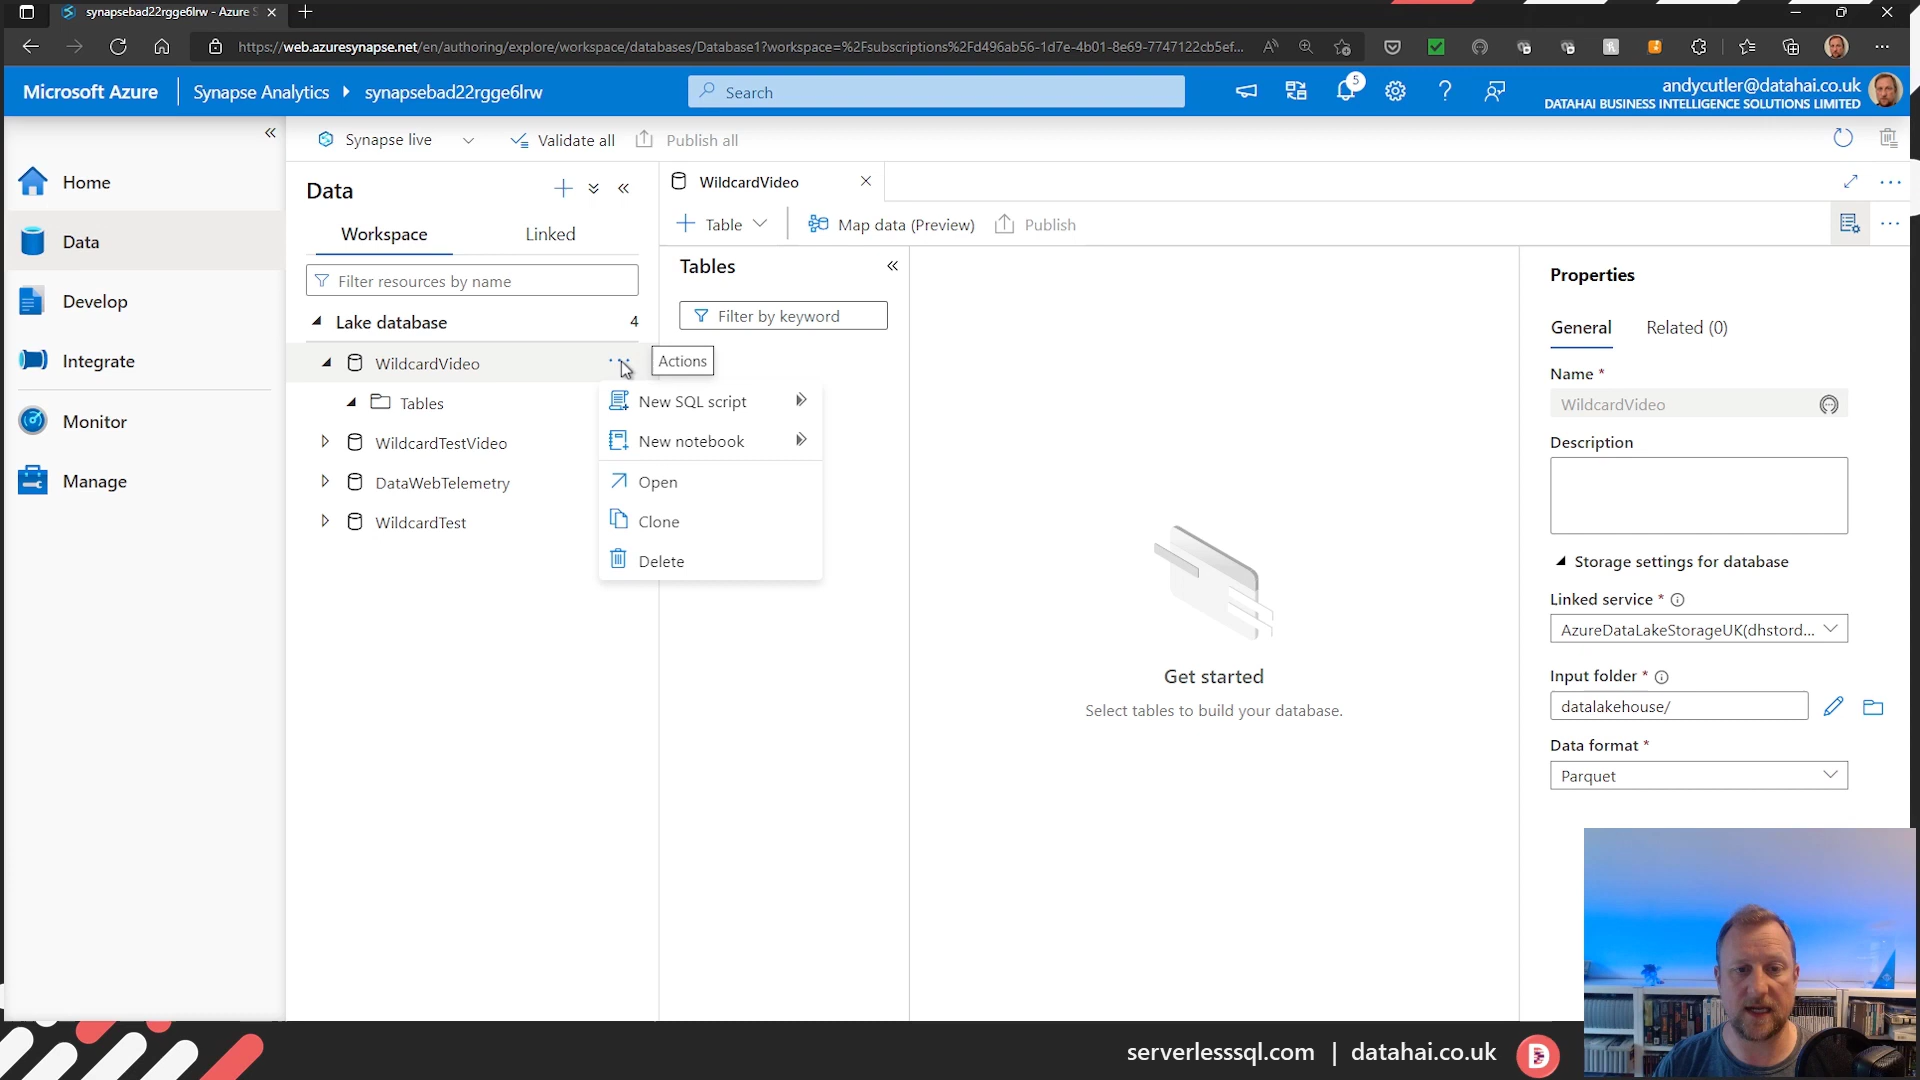 synapsebad22rgge6lrw - Azure S
https://web.azuresynapse.net/en/authoring/explore/workspace/databases/Database1?workspace=%2Fsubscriptions%2Fd496ab56-1d7e-4b01-8e69-7747122cb5ef...
Microsoft Azure
Synapse Analytics
synapsebad22rgge6lrw
Search
5
andycutler@datahai.co.uk
DATAHAI BUSINESS INTELLIGENCE SOLUTIONS LIMITED
Synapse live
Validate all
Publish all
Home
Data
Develop
Integrate
Monitor
Manage
Data
Workspace
Linked
Filter resources by name
Lake database
4
WildcardVideo
Tables
WildcardTestVideo
DataWebTelemetry
WildcardTest
Actions
New SQL script
New notebook
Open
Clone
Delete
WildcardVideo
Table
Map data (Preview)
Publish
Tables
Filter by keyword
Get started
Select tables to build your database.
Properties
General
Related (0)
Name *
WildcardVideo
Description
Storage settings for database
Linked service *
AzureDataLakeStorageUK(dhstord...
Input folder *
datalakehouse/
Data format *
Parquet
serverlesssql.com | datahai.co.uk